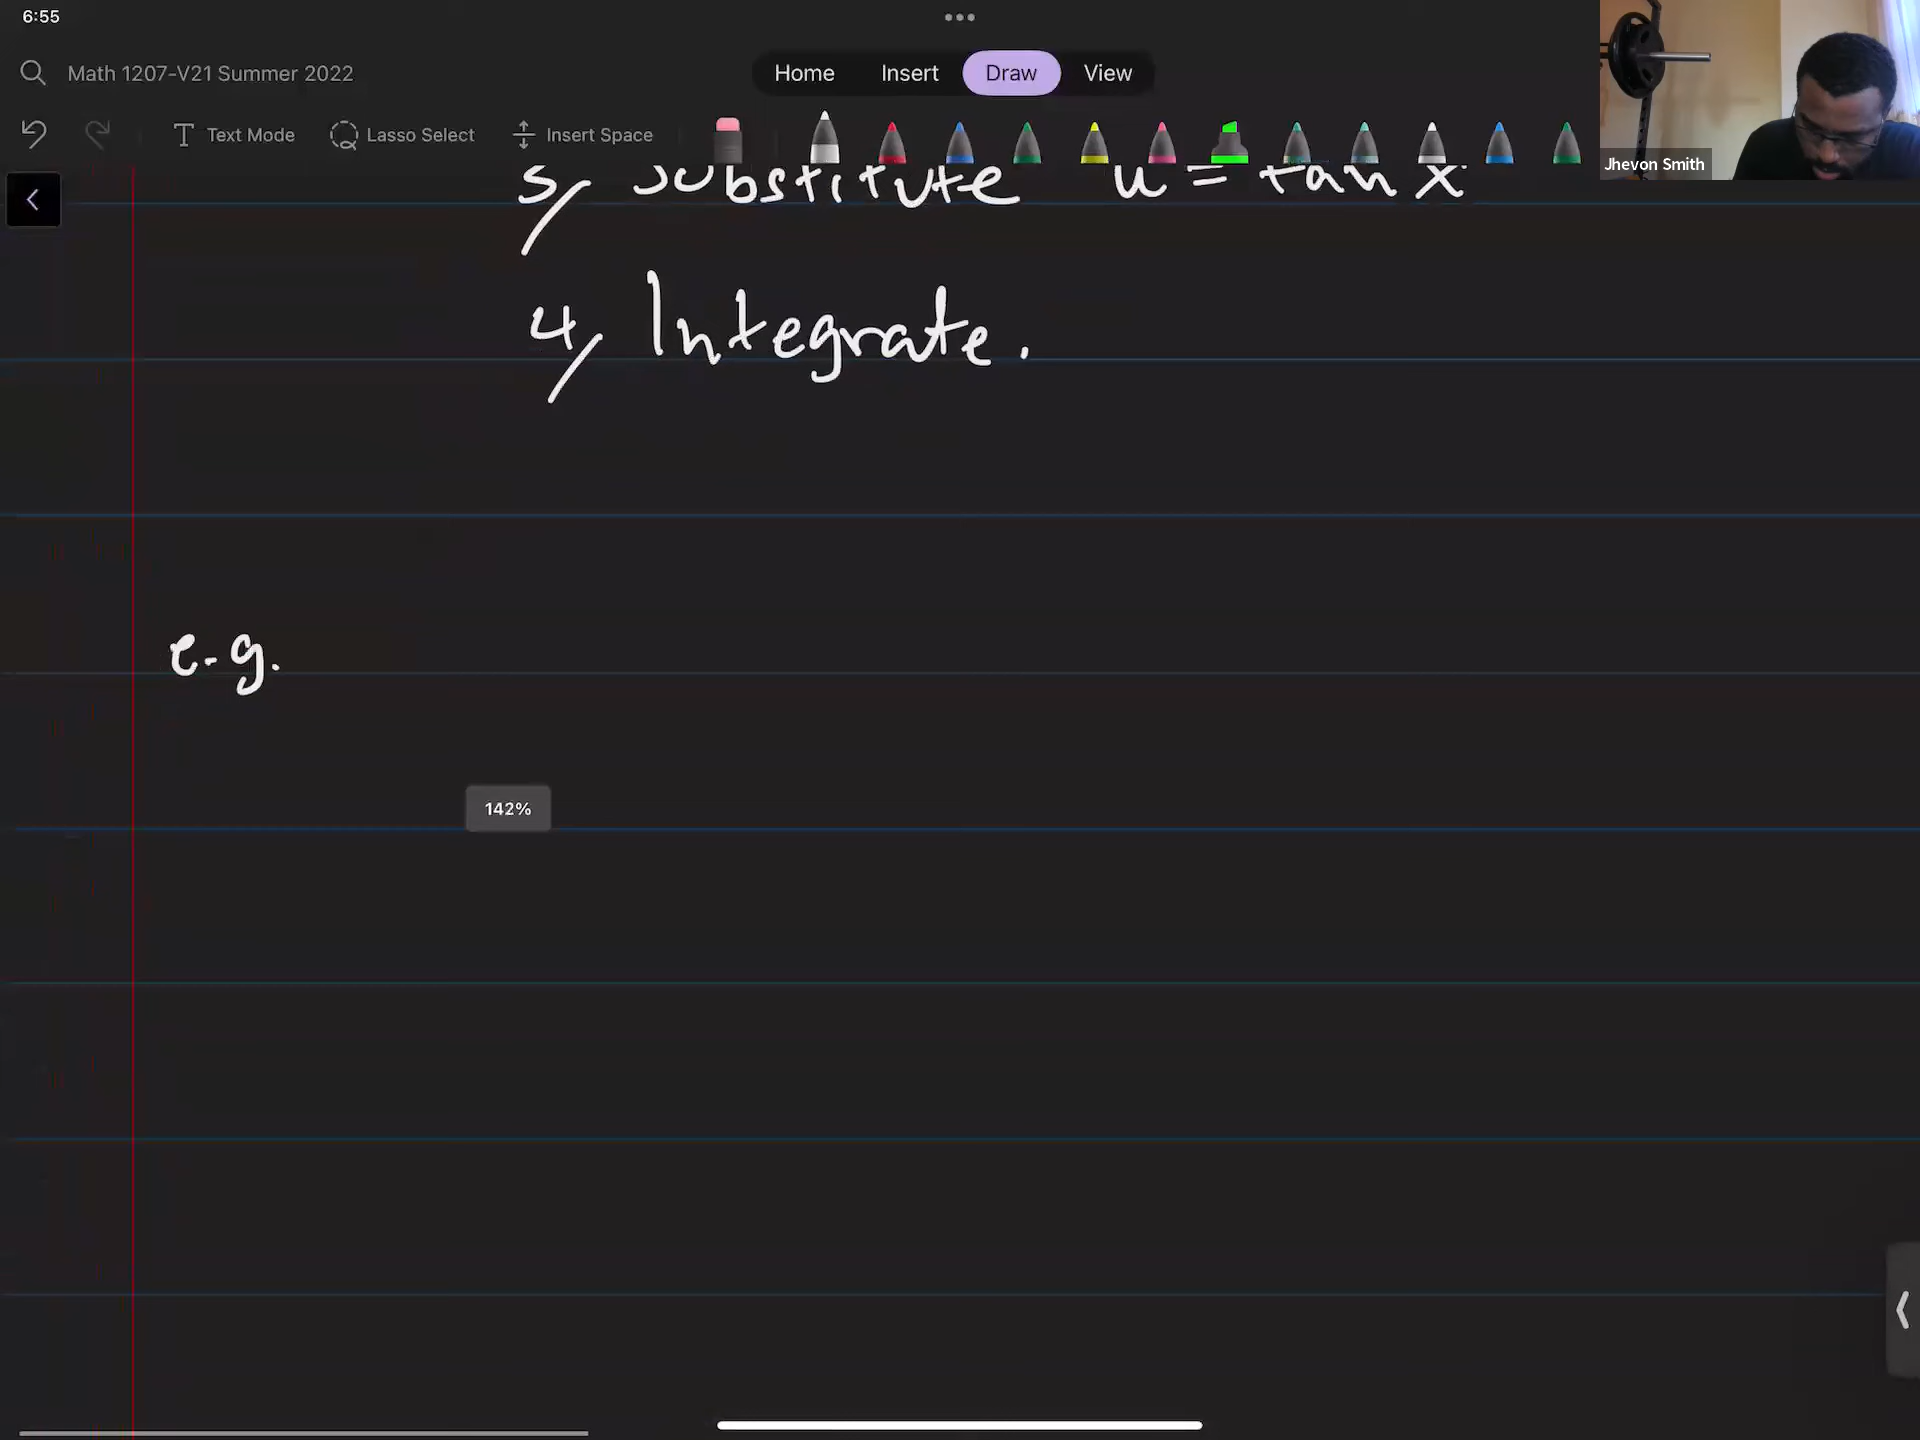 6:55
Math 1207-V21 Summer 2022
Home Insert Draw View
Text Mode Lasso Select Insert Space
Jhevon Smith
3/ Substitute u = tan x
4/ Integrate.
e.g.
142%